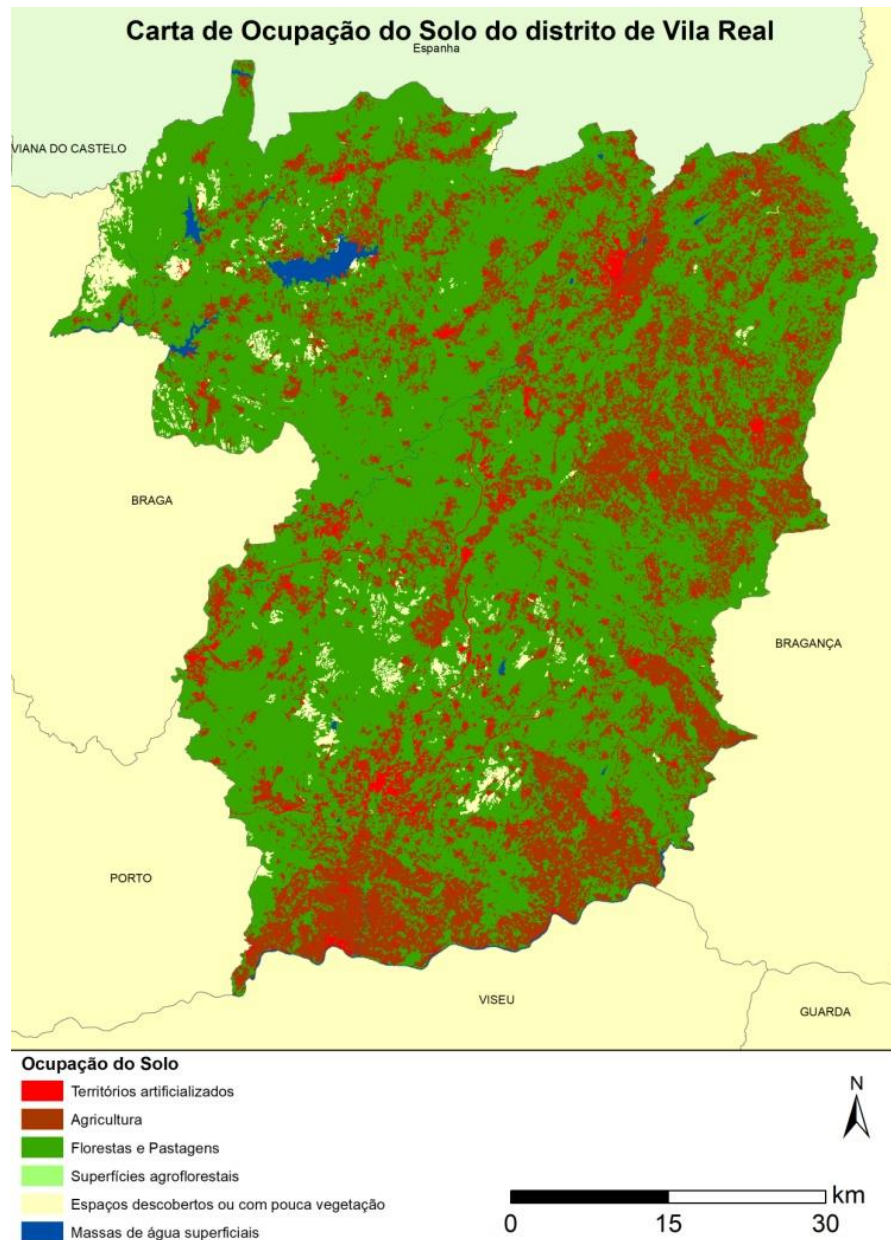 Carta de Ocupação do Solo do distrito de Vila Real
Espanha
VIANA DO CASTELO
BRAGA
BRAGANÇA
PORTO
VISEU
GUARDA
Ocupação do Solo
Territórios artificializados
Agricultura
Florestas e Pastagens
Superfícies agroflorestais
Espaços descobertos ou com pouca vegetação
Massas de água superficiais
N
km
0 15 30